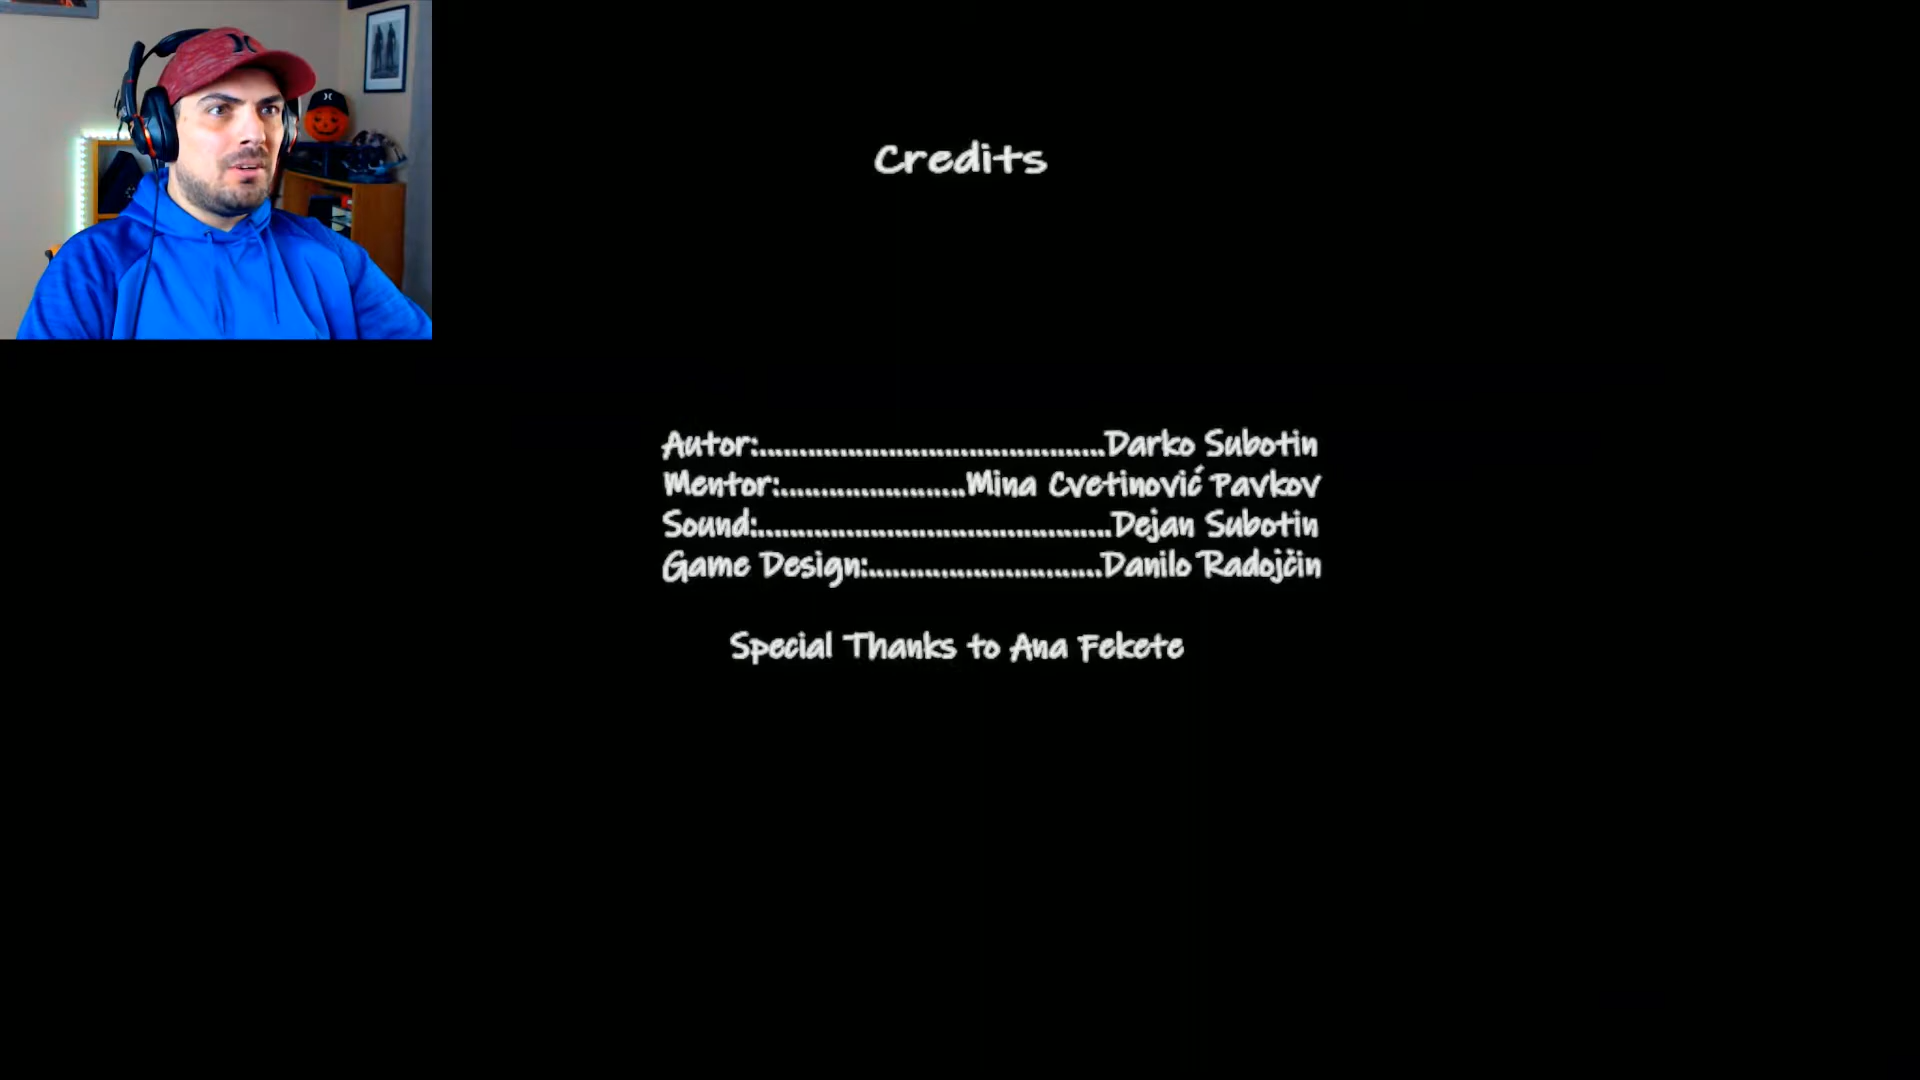 Credits
Autor:...........................................Darko Subotin
Mentor:.......................Mina Cvetinović Pavkov
Sound:............................................Dejan Subotin
Game Design:.............................Danilo Radojčin
Special Thanks to Ana Fekete